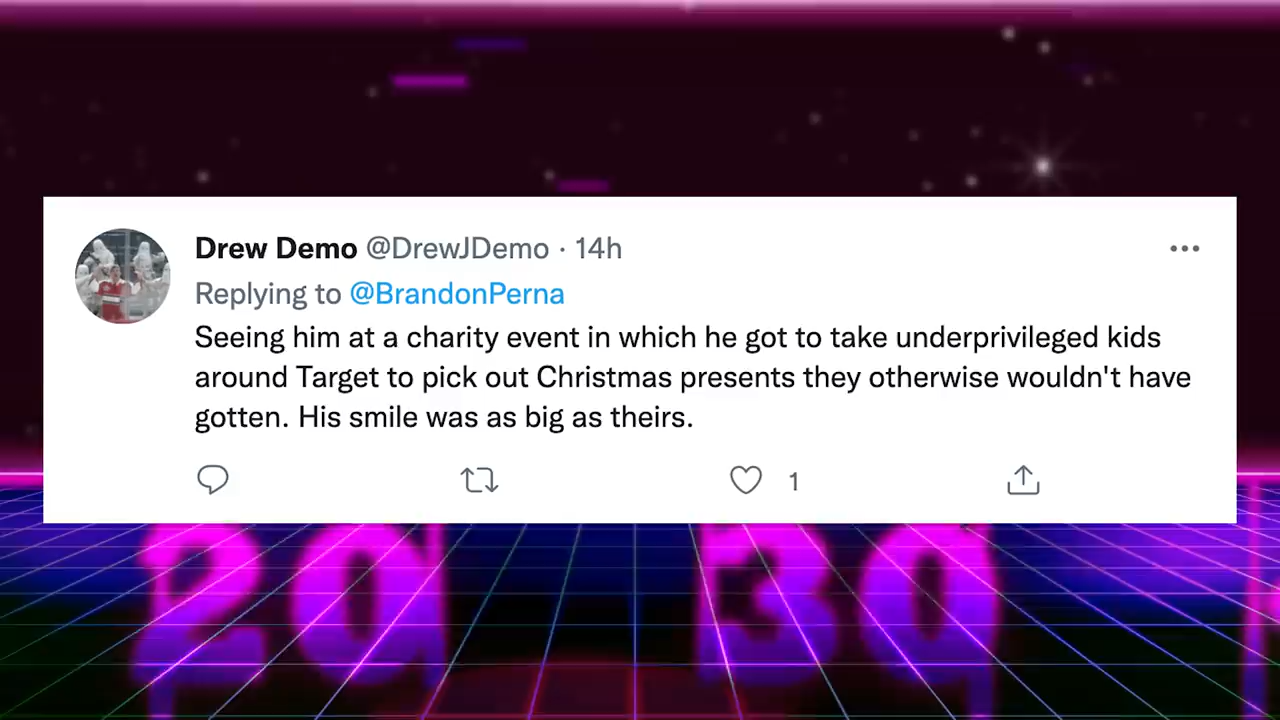 Drew Demo @DrewJDemo · 14h
Replying to @BrandonPerna
Seeing him at a charity event in which he got to take underprivileged kids
around Target to pick out Christmas presents they otherwise wouldn't have
gotten. His smile was as big as theirs.
1
20 30